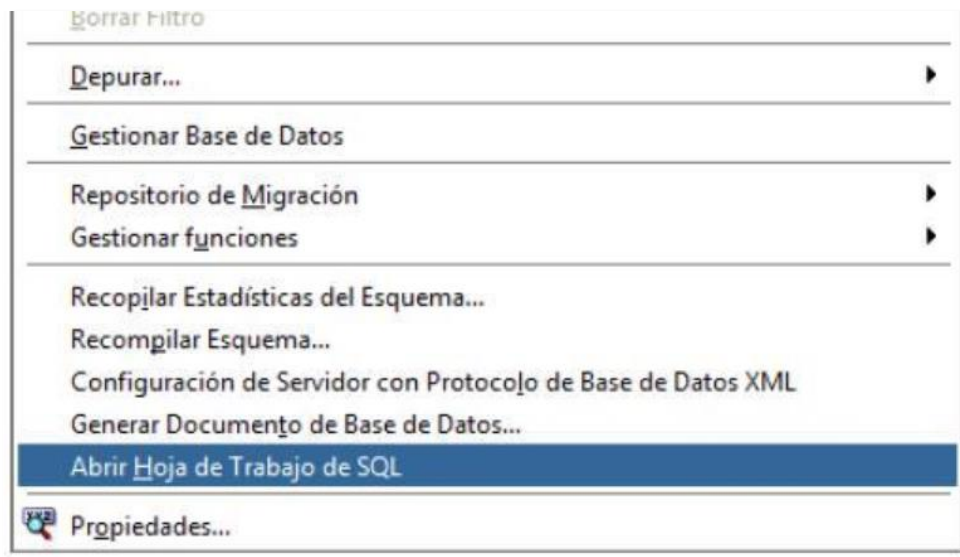 Borrar Filtro
Depurar...
Gestionar Base de Datos
Repositorio de Migración
Gestionar funciones
Recopilar Estadísticas del Esquema...
Recompilar Esquema...
Configuración de Servidor con Protocolo de Base de Datos XML
Generar Documento de Base de Datos...
Abrir Hoja de Trabajo de SQL
Propiedades...